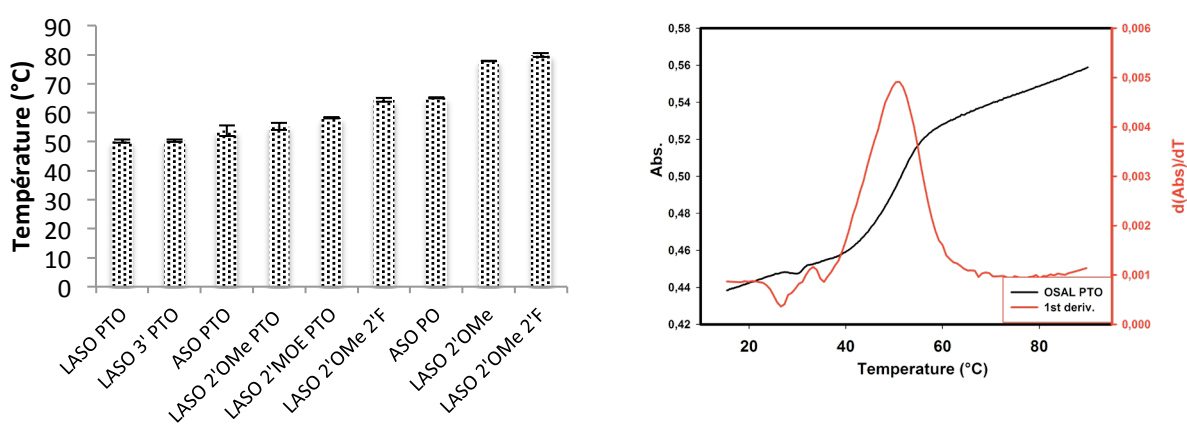 Température (°C)
90
80
70
60
50
40
30
20
10
0
LASO PTO
LASO 3' PTO
ASO PTO
LASO 2'OMe PTO
LASO 2'MOE PTO
LASO 2'OMe 2'F
ASO PO
LASO 2'OMe
LASO 2'OMe 2'F
Abs.
0,58
0,56
0,54
0,52
0,50
0,48
0,46
0,44
0,42
20
40
60
80
Temperature (°C)
0,006
0,005
0,004
0,003
0,002
0,001
0,000
d(Abs)/dT
OSAL PTO
1st deriv.